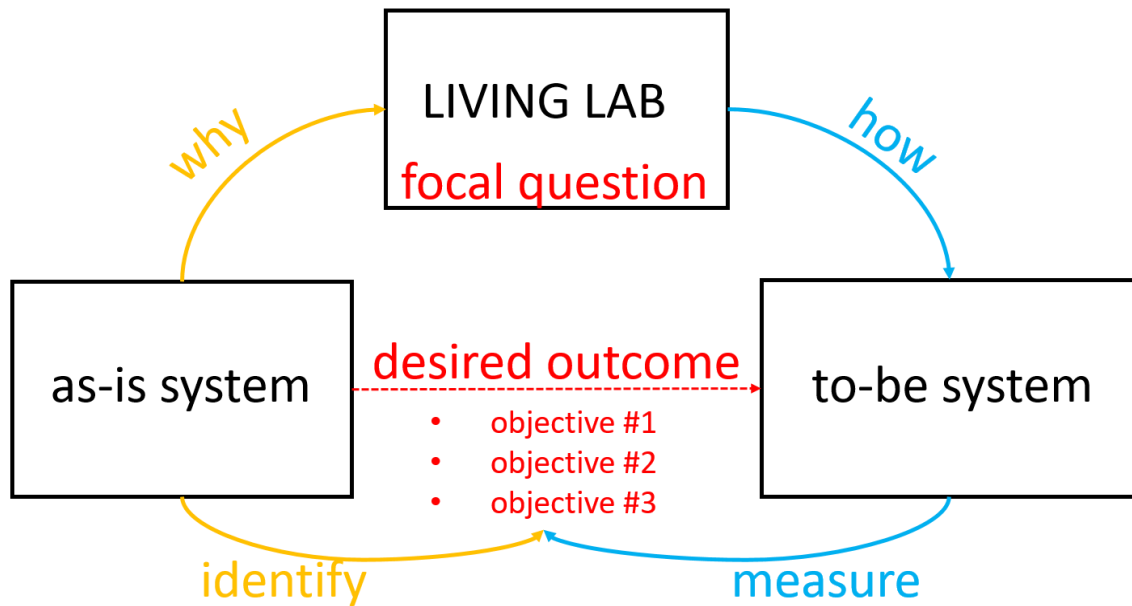 LIVING LAB
focal question
why
how
as-is system
desired outcome
to-be system
• objective #1
• objective #2
• objective #3
identify
measure